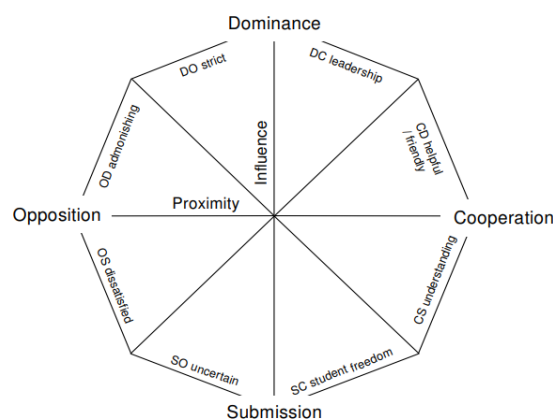 Dominance
DO strict
DC leadership
OD admonishing
Influence
CD helpful
/ friendly
Proximity
Opposition
Cooperation
OS dissatisfied
CS understanding
SO uncertain
SC student freedom
Submission